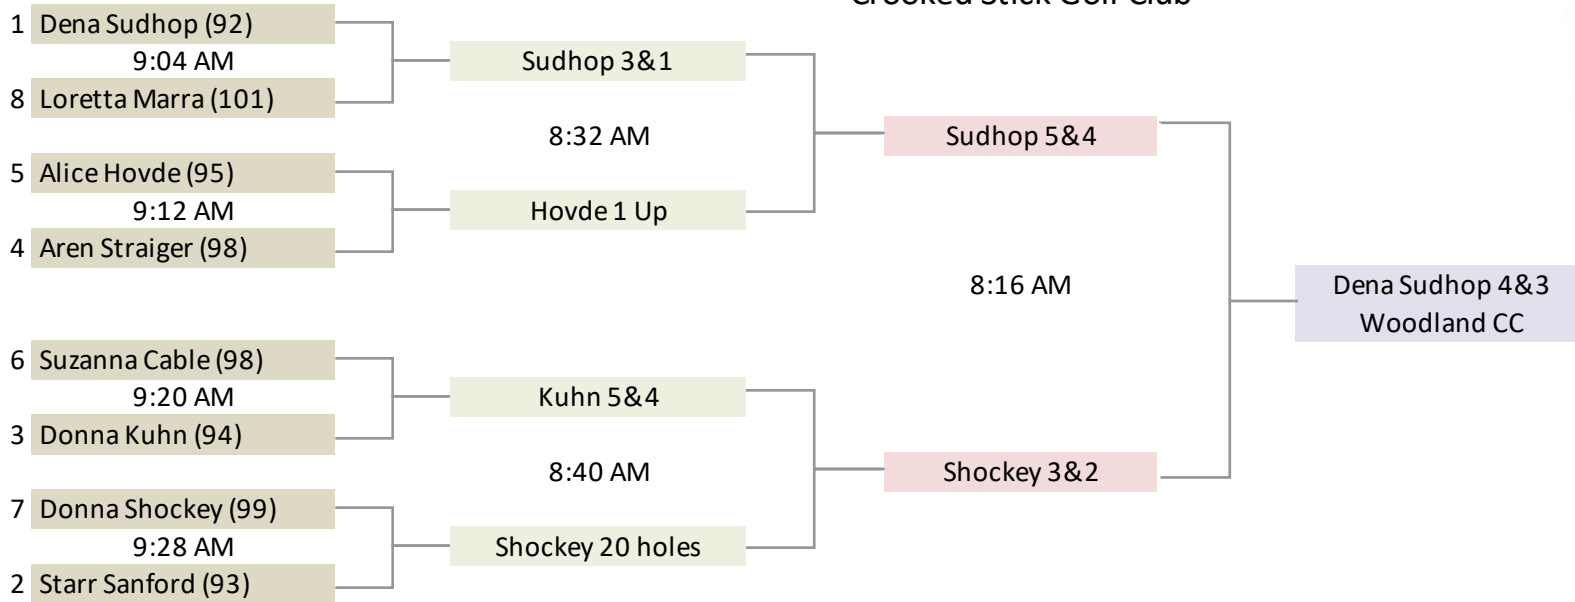 Crooked Stick Golf Club
1 Dena Sudhop (92)
9:04 AM
8 Loretta Marra (101)
Sudhop 3&1
8:32 AM
5 Alice Hovde (95)
9:12 AM
4 Aren Straiger (98)
Hovde 1 Up
Sudhop 5&4
8:16 AM
Dena Sudhop 4&3
Woodland CC
6 Suzanna Cable (98)
9:20 AM
3 Donna Kuhn (94)
Kuhn 5&4
8:40 AM
7 Donna Shockey (99)
9:28 AM
2 Starr Sanford (93)
Shockey 20 holes
Shockey 3&2